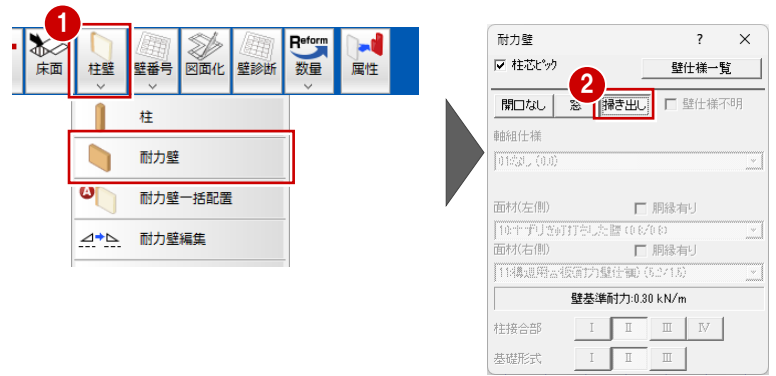 1
Reform
床面
柱壁
壁番号
図面化
壁診断
数量
属性
柱
耐力壁
A
耐力壁一括配置
耐力壁編集
耐力壁 ? ×
柱芯ピック
壁仕様一覧
2
開口なし
窓
掃き出し
壁仕様不明
軸組仕様
面材(左側)
胴縁有り
面材(右側)
胴縁有り
壁基準耐力:0.30 kN/m
柱接合部 Ⅰ Ⅱ Ⅲ Ⅳ
基礎形式 Ⅰ Ⅱ Ⅲ